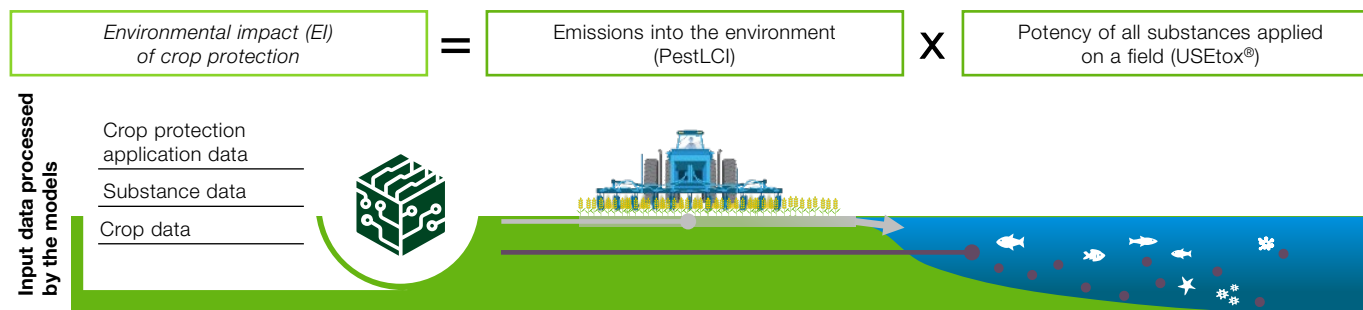 Environmental impact (EI)
of crop protection
=
Emissions into the environment
(PestLCI)
x
Potency of all substances applied
on a field (USEtox®)
Input data processed
by the models
Crop protection
application data
Substance data
Crop data